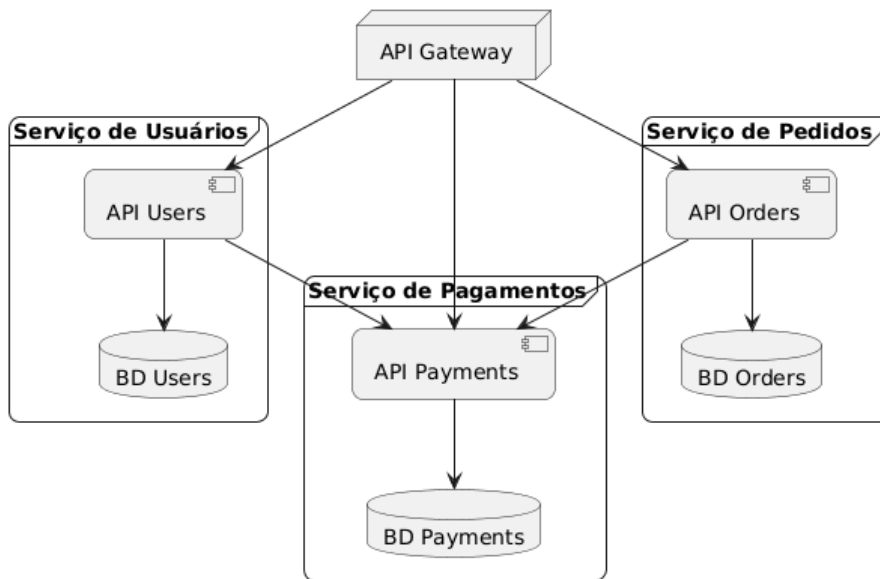 API Gateway
Serviço de Usuários
Serviço de Pedidos
API Users
API Orders
Serviço de Pagamentos
BD Users
API Payments
BD Orders
BD Payments